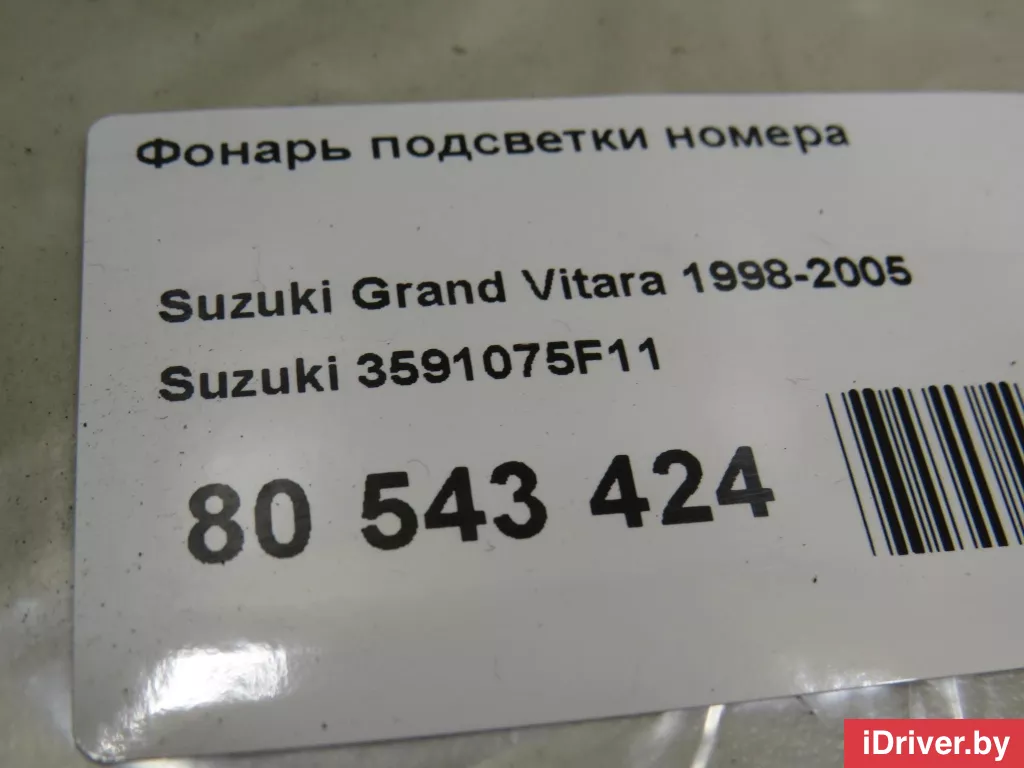 Фонарь подсветки номера
Suzuki Grand Vitara 1998-2005
Suzuki 3591075F11
80 543 424
iDriver.by